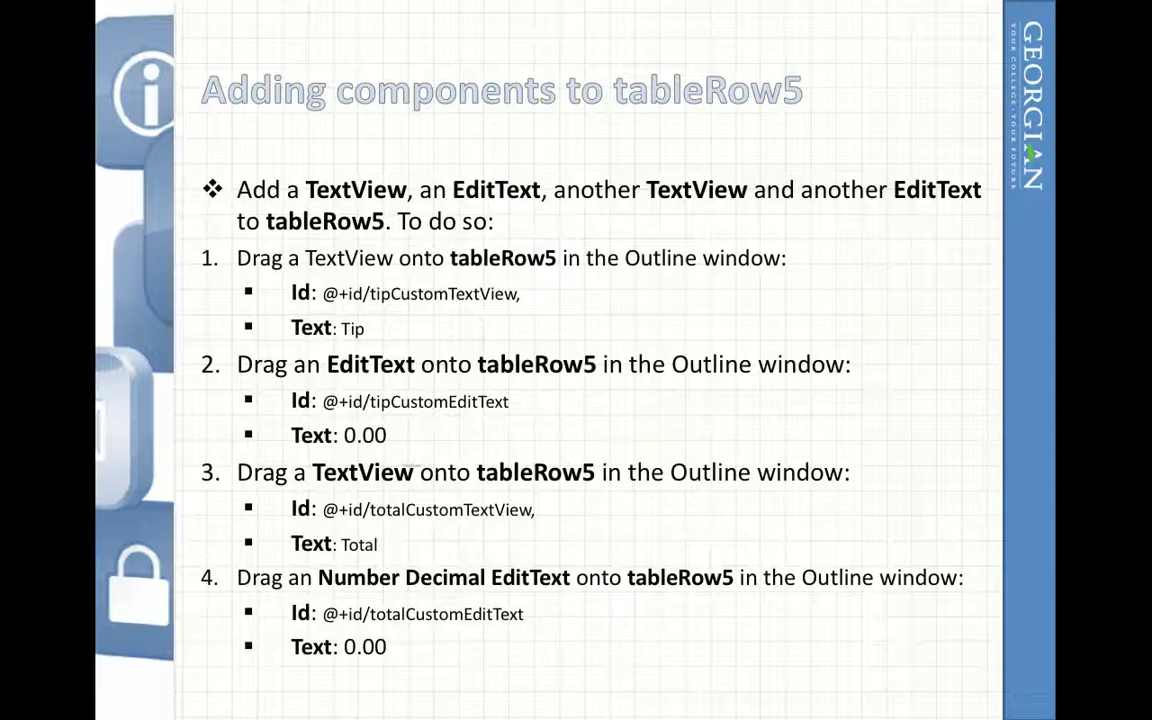 Adding components to tableRow5
❖ Add a TextView, an EditText, another TextView and another EditText
to tableRow5. To do so:
1. Drag a TextView onto tableRow5 in the Outline window:
▪ Id: @+id/tipCustomTextView,
▪ Text: Tip
2. Drag an EditText onto tableRow5 in the Outline window:
▪ Id: @+id/tipCustomEditText
▪ Text: 0.00
3. Drag a TextView onto tableRow5 in the Outline window:
▪ Id: @+id/totalCustomTextView,
▪ Text: Total
4. Drag an Number Decimal EditText onto tableRow5 in the Outline window:
▪ Id: @+id/totalCustomEditText
▪ Text: 0.00
GEORGIAN
YOUR COLLEGE · YOUR FUTURE